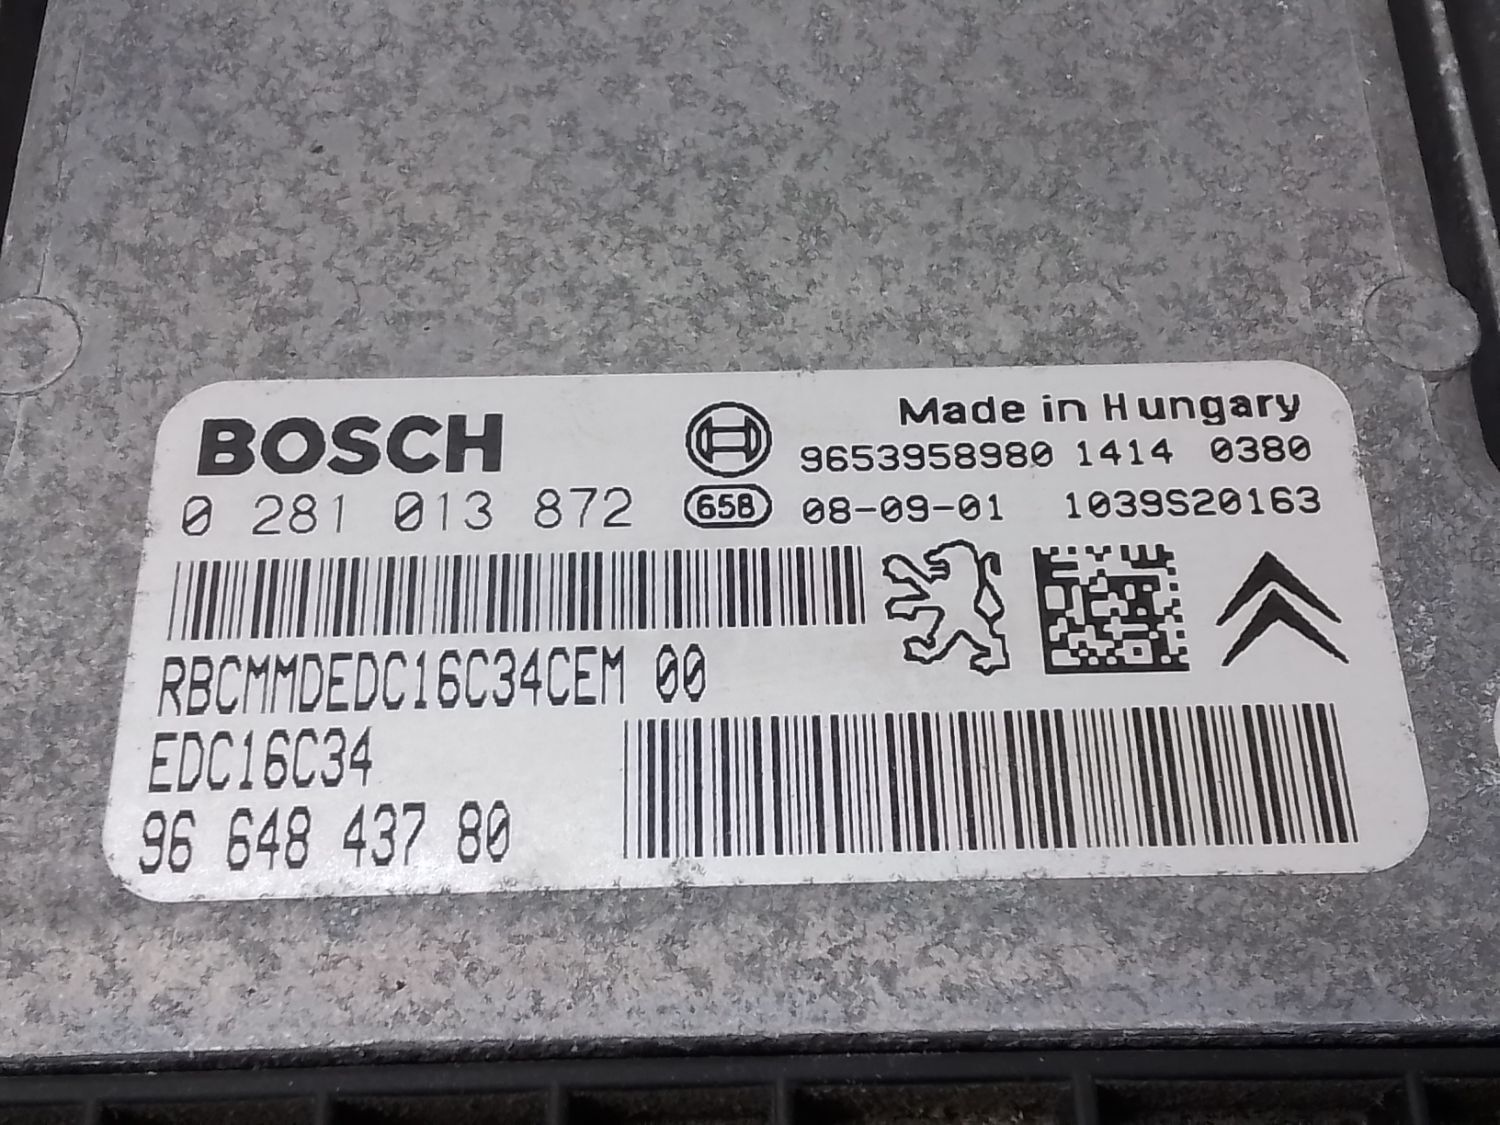 BOSCH
Made in Hungary
9653958980 1414 0380
0 281 013 872
658
08-09-01 1039S20163
RBCMMDEDC16C34CEM 00
EDC16C34
96 648 437 80